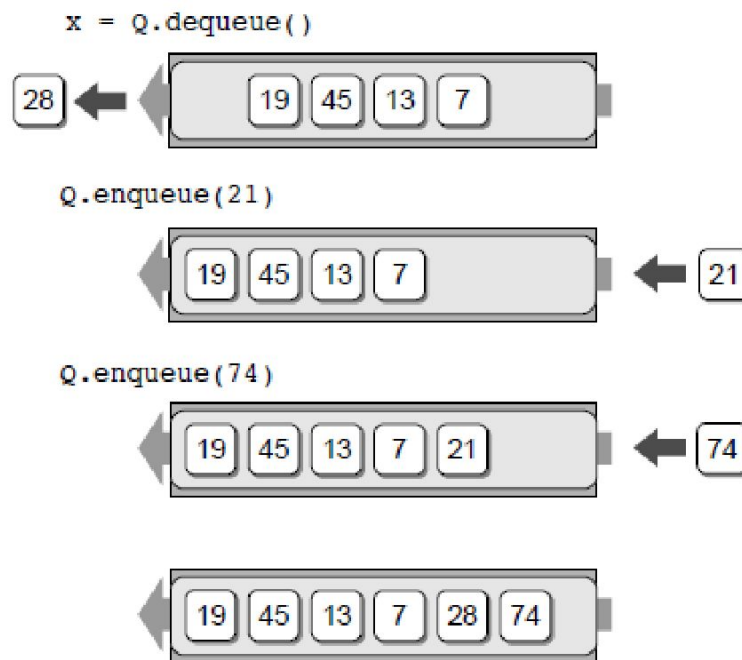 x = Q.dequeue()
28 19 45 13 7
Q.enqueue(21)
19 45 13 7 21
Q.enqueue(74)
19 45 13 7 21 74
19 45 13 7 28 74